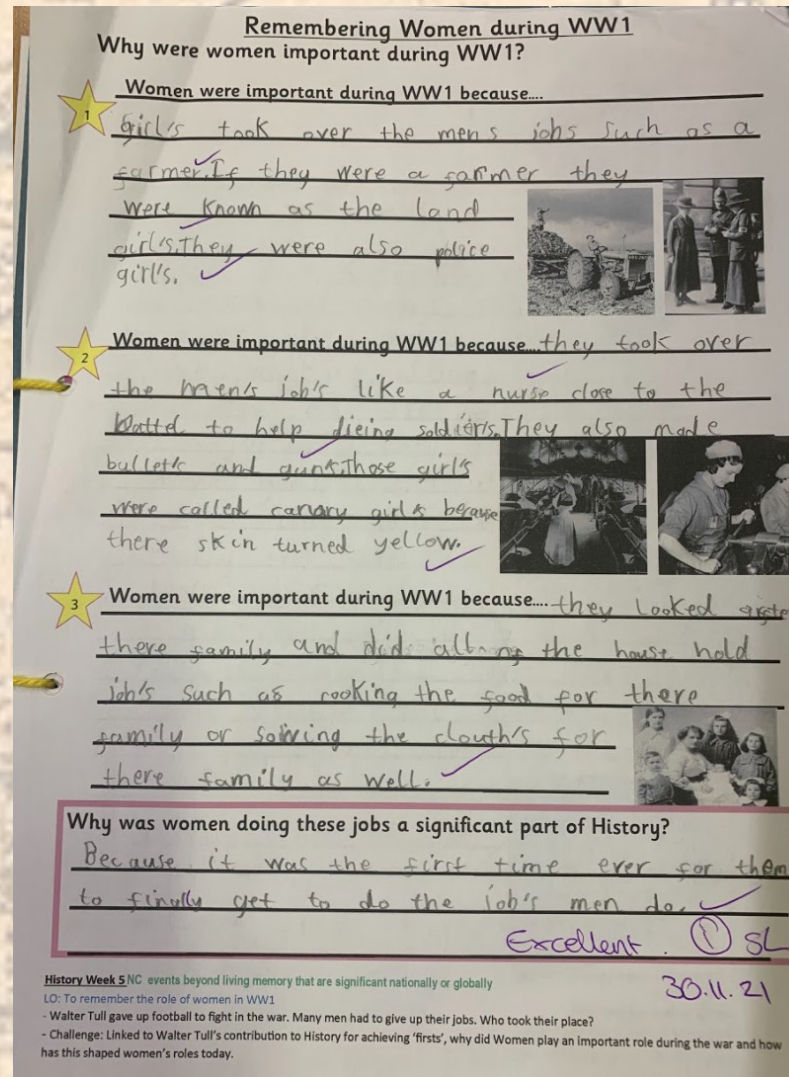 Remembering Women during WW1
Why were women important during WW1?
1
Women were important during WW1 because....
girl's took over the mens jobs such as a
farmer. If they were a farmer they
were known as the land
girl's. They were also police
girl's.
2
Women were important during WW1 because.... they took over
the men's job's like a nurse close to the
Battel to help dieing soldiers. They also made
bullet's and guns. Those girl's
were called canary girl's because
there skin turned yellow.
3
Women were important during WW1 because.... they looked
there family and did the house hold
job's such as cooking the food for there
family or the clouth's for
there family as well.
Why was women doing these jobs a significant part of History?
Because it was the first time ever for them
to finully get to do the job's men do.
Excellent. I SL
30.11.21
History Week 5 NC events beyond living memory that are significant nationally or globally
LO: To remember the role of women in WW1
- Walter Tull gave up football to fight in the war. Many men had to give up their jobs. Who took their place?
- Challenge: Linked to Walter Tull's contribution to History for achieving 'firsts', why did Women play an important role during the war and how
has this shaped women's roles today.